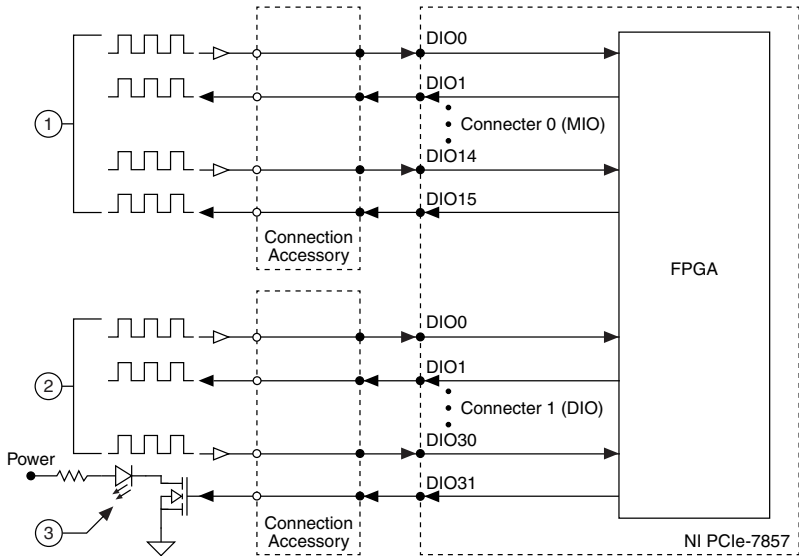 DIO0
DIO1
1
Connecter 0 (MIO)
DIO14
DIO15
Connection
Accessory
FPGA
DIO0
DIO1
2
Connecter 1 (DIO)
DIO30
Power
DIO31
3
Connection
Accessory
NI PCIe-7857